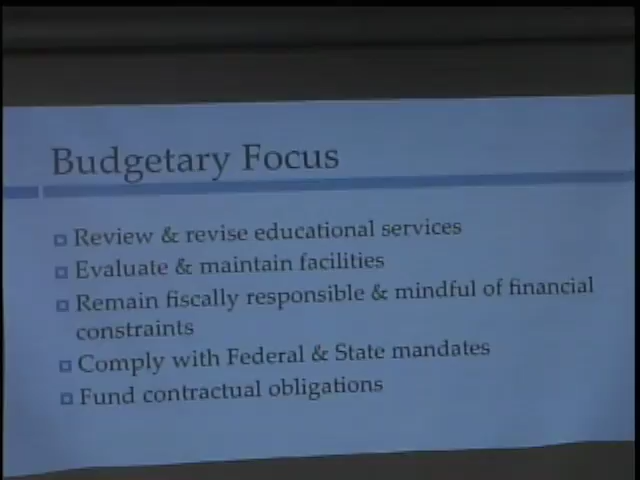 Budgetary Focus
Review & revise educational services
Evaluate & maintain facilities
Remain fiscally responsible & mindful of financial
constraints
Comply with Federal & State mandates
Fund contractual obligations